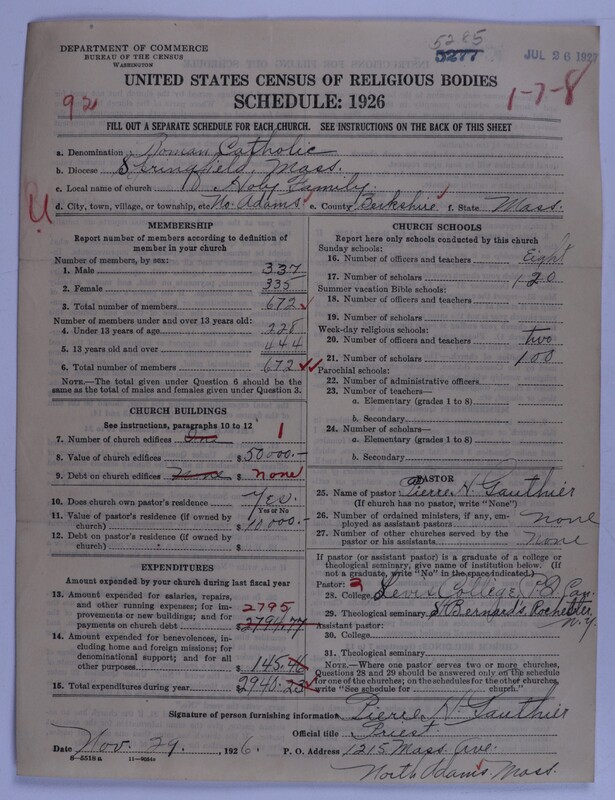 DEPARTMENT OF COMMERCE
BUREAU OF THE CENSUS
WASHINGTON
5285
5277
JUL 26 1927
UNITED STATES CENSUS OF RELIGIOUS BODIES
SCHEDULE: 1926
92
1-7-8
FILL OUT A SEPARATE SCHEDULE FOR EACH CHURCH. SEE INSTRUCTIONS ON THE BACK OF THIS SHEET
a. Denomination Roman Catholic
b. Diocese Springfield, Mass.
c. Local name of church Holy Family
d. City, town, village, or township, etc. No. Adams e. County Berkshire f. State Mass.
MEMBERSHIP
Report number of members according to definition of
member in your church
Number of members, by sex:
1. Male 337
2. Female 335
3. Total number of members 672
Number of members under and over 13 years old:
4. Under 13 years of age 228
5. 13 years old and over 444
6. Total number of members 672
NOTE.—The total given under Question 6 should be
the same as the total of males and females given under Question 3.
CHURCH BUILDINGS
See instructions, paragraphs 10 to 12
7. Number of church edifices One 1
8. Value of church edifices $50000.-
9. Debt on church edifices None $ none
10. Does church own pastor's residence Yes.
Yes or No
11. Value of pastor's residence (if owned by
church) $10000.-
12. Debt on pastor's residence (if owned by
church) $
EXPENDITURES
Amount expended by your church during last fiscal year
13. Amount expended for salaries, repairs,
and other running expenses; for im-
provements or new buildings; and for
payments on church debt 2795
2794.77
14. Amount expended for benevolences,
including home and foreign missions; for
denominational support; and for all
other purposes $145.46
15. Total expenditures during year $2940.23
CHURCH SCHOOLS
Report here only schools conducted by this church
Sunday schools:
16. Number of officers and teachers Eight
17. Number of scholars 120
Summer vacation Bible schools:
18. Number of officers and teachers
19. Number of scholars
Week-day religious schools:
20. Number of officers and teachers two
21. Number of scholars 100
Parochial schools:
22. Number of administrative officers
23. Number of teachers—
a. Elementary (grades 1 to 8)
b. Secondary
24. Number of scholars—
a. Elementary (grades 1 to 8)
b. Secondary
PASTOR
25. Name of pastor Pierre N. Gauthier
(If church has no pastor, write "None")
26. Number of ordained ministers, if any, em-
ployed as assistant pastors none
27. Number of other churches served by the
pastor or his assistants None
If pastor (or assistant pastor) is a graduate of a college or
theological seminary, give name of institution below. (If
not a graduate, write "No" in the space indicated.)
Pastor:
28. College Levis College, P.Q. Can.
29. Theological seminary St Bernard's Rochester,
N.Y.
Assistant pastor:
30. College
31. Theological seminary
NOTE.—Where one pastor serves two or more churches,
Questions 28 and 29 should be answered only on the schedule
of one of the churches; on the schedules for the other churches,
write "See schedule for church."
Signature of person furnishing information Pierre N. Gauthier
Official title Priest
Date Nov. 29, 1926. P. O. Address 1215 Mass. Ave.
North Adams Mass.